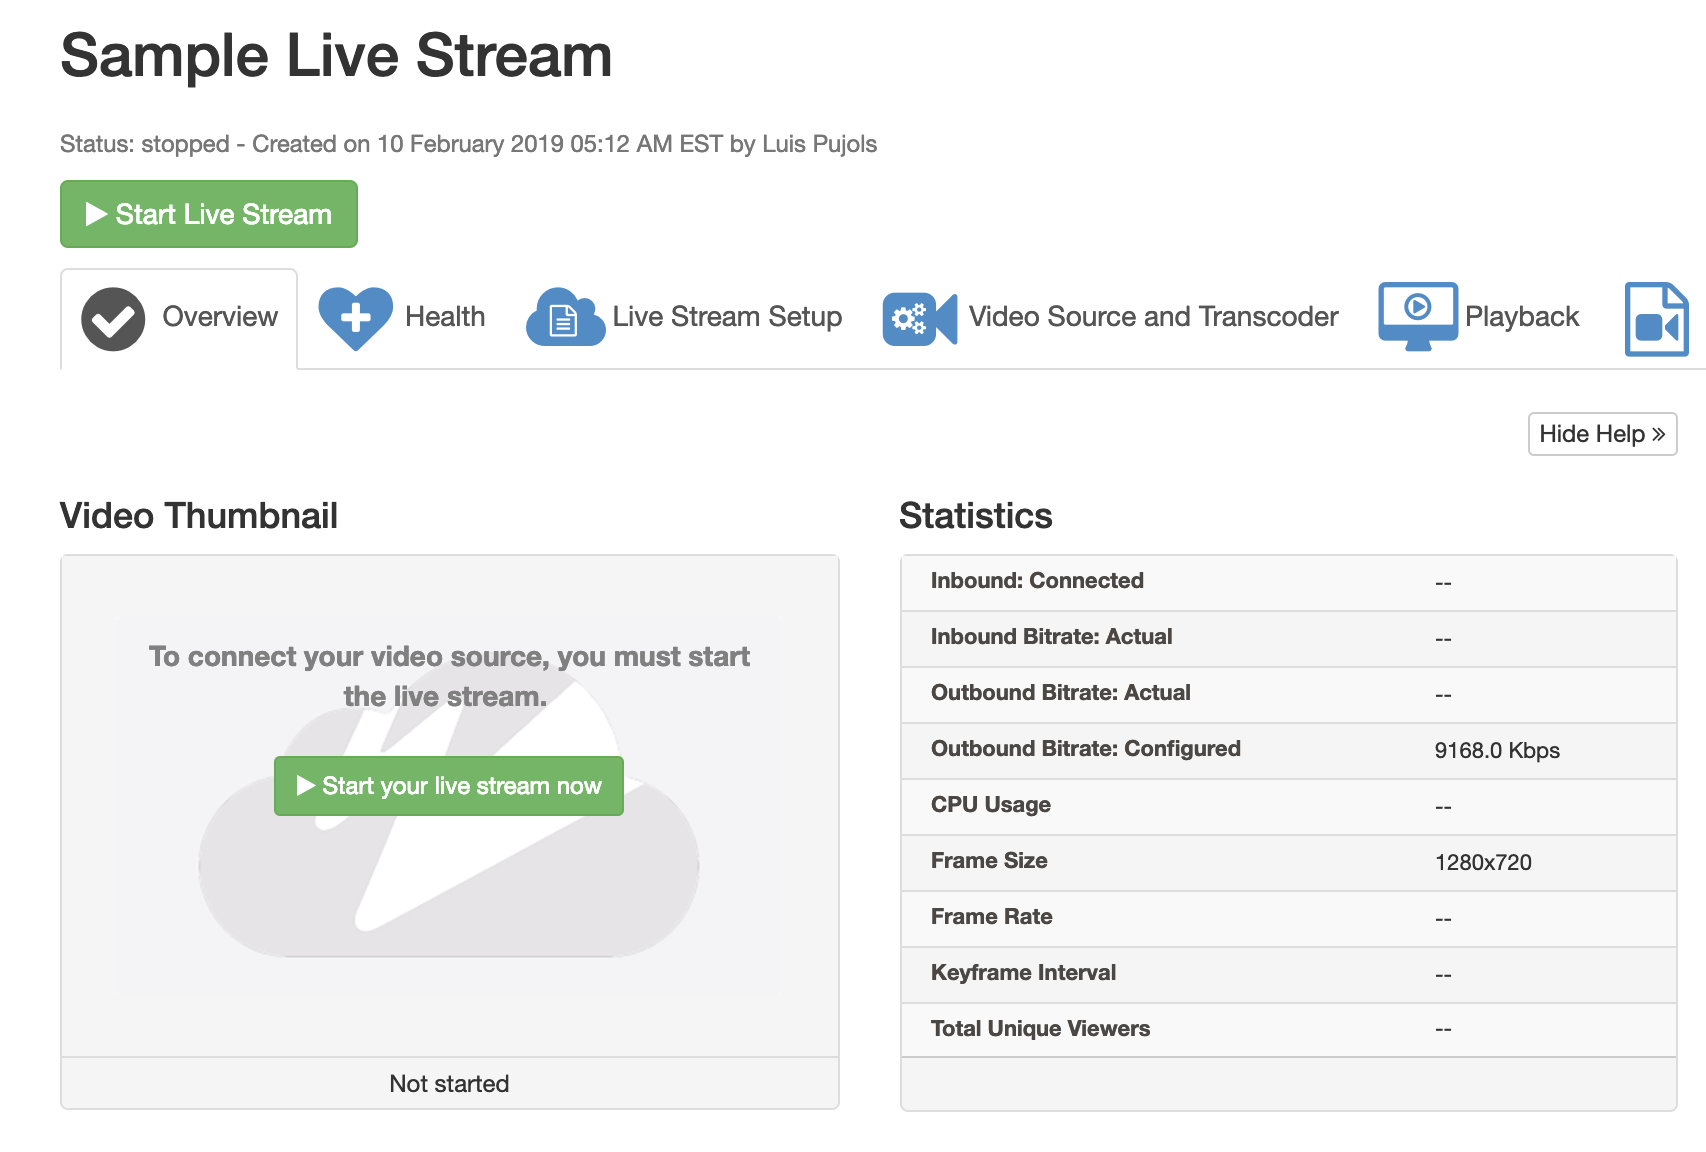 Sample Live Stream
Status: stopped - Created on 10 February 2019 05:12 AM EST by Luis Pujols
Start Live Stream
Overview
Health
Live Stream Setup
Video Source and Transcoder
Playback
Hide Help »
Video Thumbnail
To connect your video source, you must start
the live stream.
Start your live stream now
Not started
Statistics
Inbound: Connected --
Inbound Bitrate: Actual --
Outbound Bitrate: Actual --
Outbound Bitrate: Configured 9168.0 Kbps
CPU Usage --
Frame Size 1280x720
Frame Rate --
Keyframe Interval --
Total Unique Viewers --